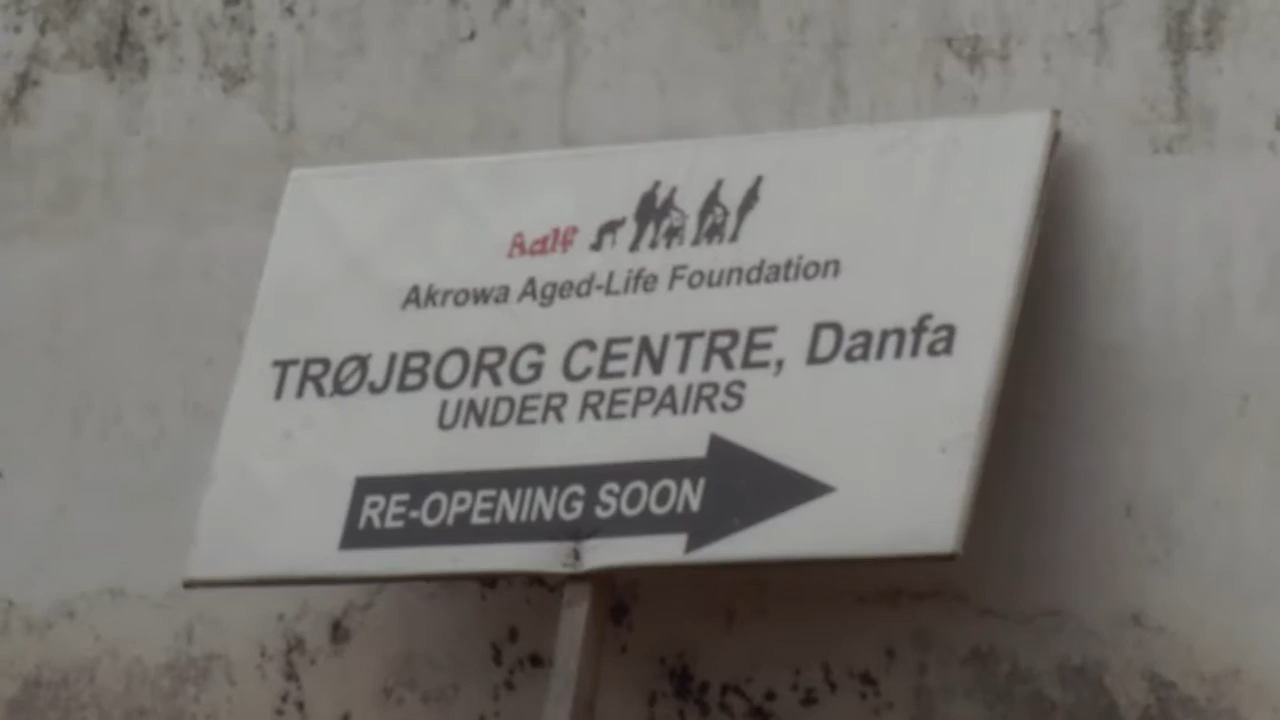 Aalf
Akrowa Aged-Life Foundation
TRØJBORG CENTRE, Danfa
UNDER REPAIRS
RE-OPENING SOON